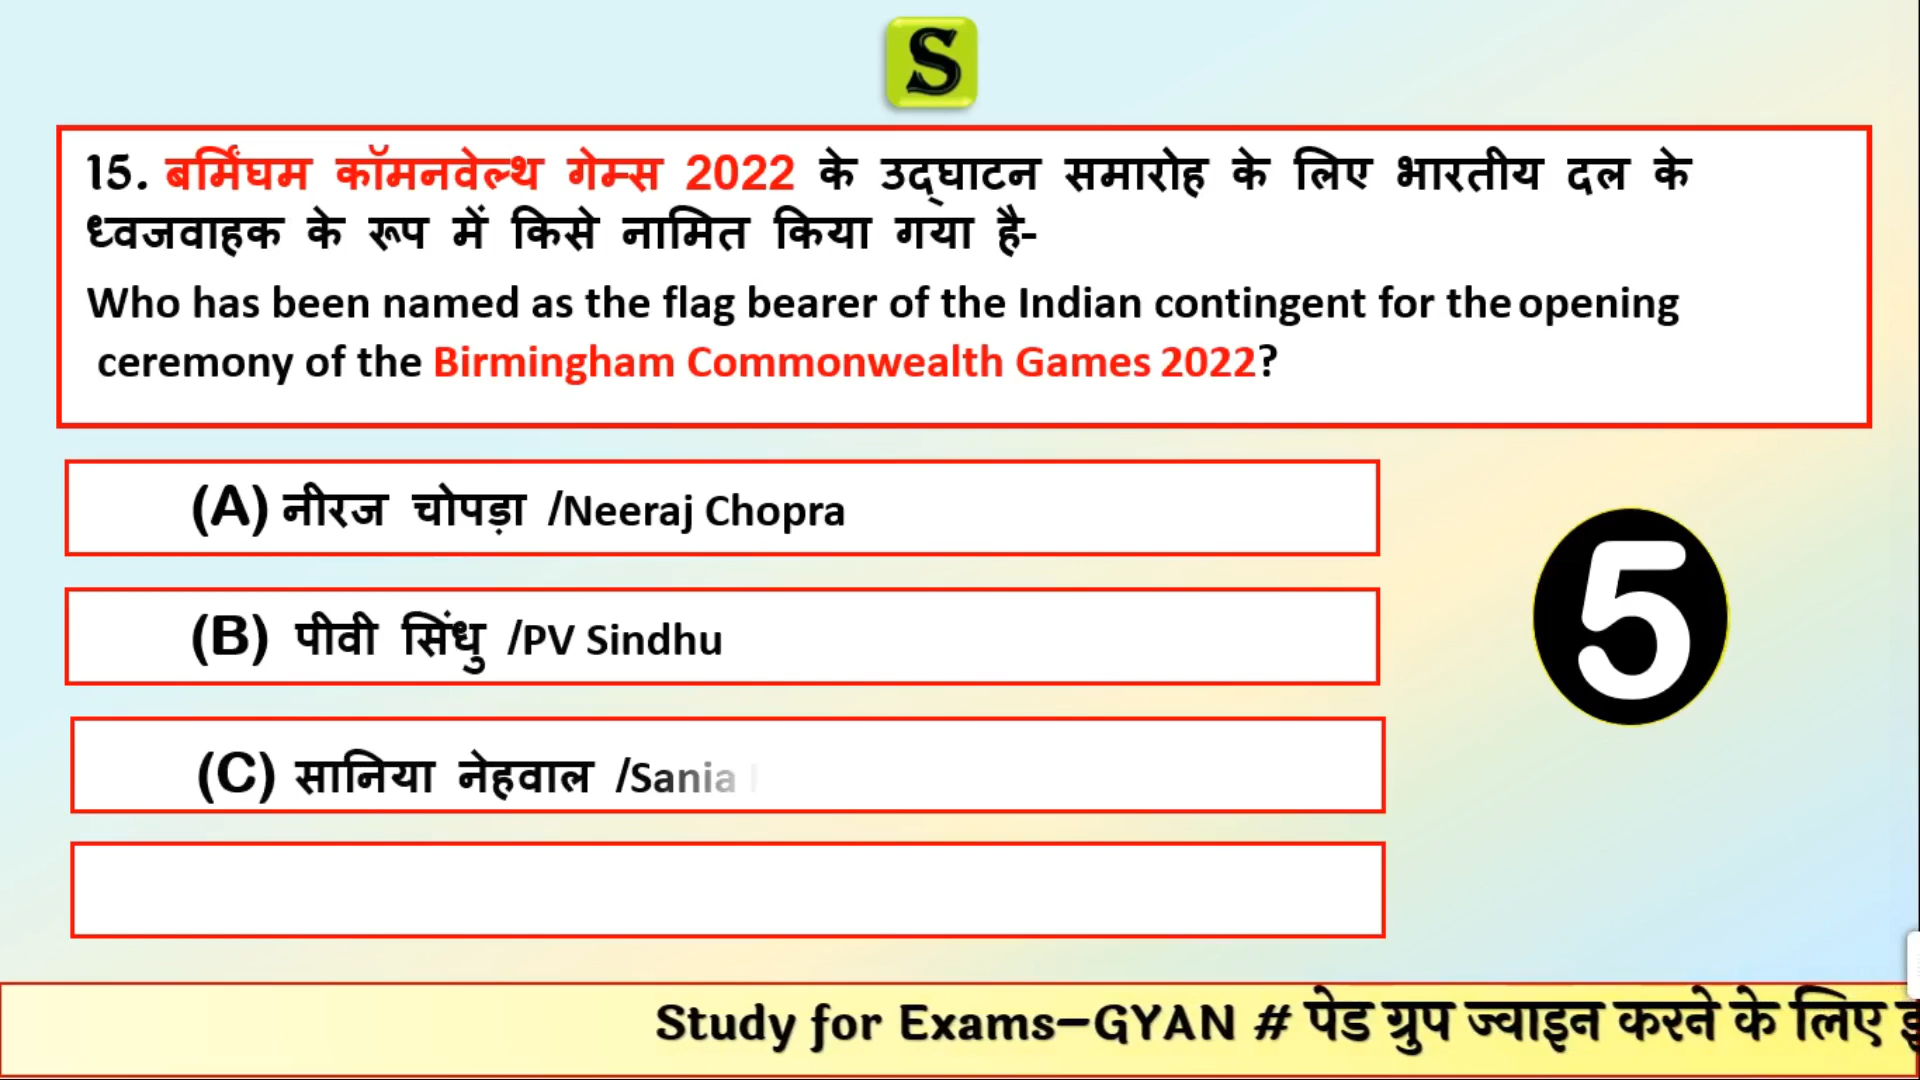 S
15. बर्मिंघम कॉमनवेल्थ गेम्स 2022 के उद्घाटन समारोह के लिए भारतीय दल के
ध्वजवाहक के रूप में किसे नामित किया गया है-
Who has been named as the flag bearer of the Indian contingent for the opening
ceremony of the Birmingham Commonwealth Games 2022?
(A) नीरज चोपड़ा /Neeraj Chopra
(B) पीवी सिंधु /PV Sindhu
5
(C) सानिया नेहवाल /Sania
Study for Exams-GYAN # पेड ग्रुप ज्वाइन करने के लिए